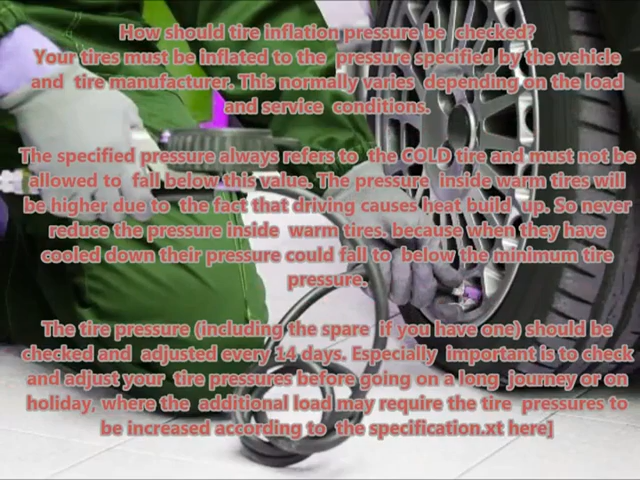 How should tire inflation pressure be checked?
Your tires must be inflated to the pressure specified by the vehicle
and tire manufacturer. This normally varies depending on the load
and service conditions.
The specified pressure always refers to the COLD tire and must not be
allowed to fall below this value. The pressure inside warm tires will
be higher due to the fact that driving causes heat build up. So never
reduce the pressure inside warm tires. because when they have
cooled down their pressure could fall to below the minimum tire
pressure.
The tire pressure (including the spare if you have one) should be
checked and adjusted every 14 days. Especially important is to check
and adjust your tire pressures before going on a long journey or on
holiday, where the additional load may require the tire pressures to
be increased according to the specification.xt here]